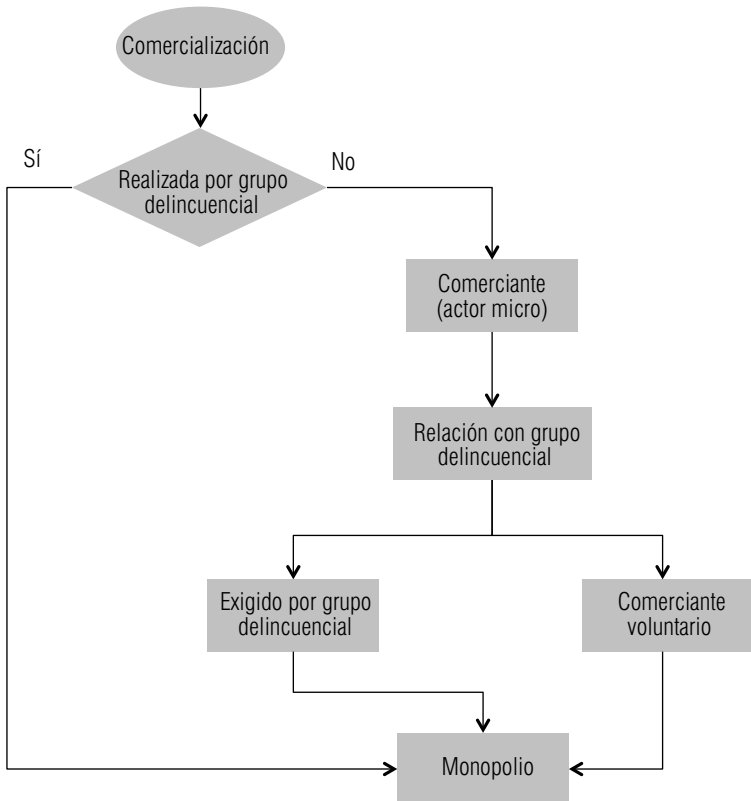 Comercialización
Sí
No
Realizada por grupo
delincuencial
Comerciante
(actor micro)
Relación con grupo
delincuencial
Exigido por grupo
delincuencial
Comerciante
voluntario
Monopolio